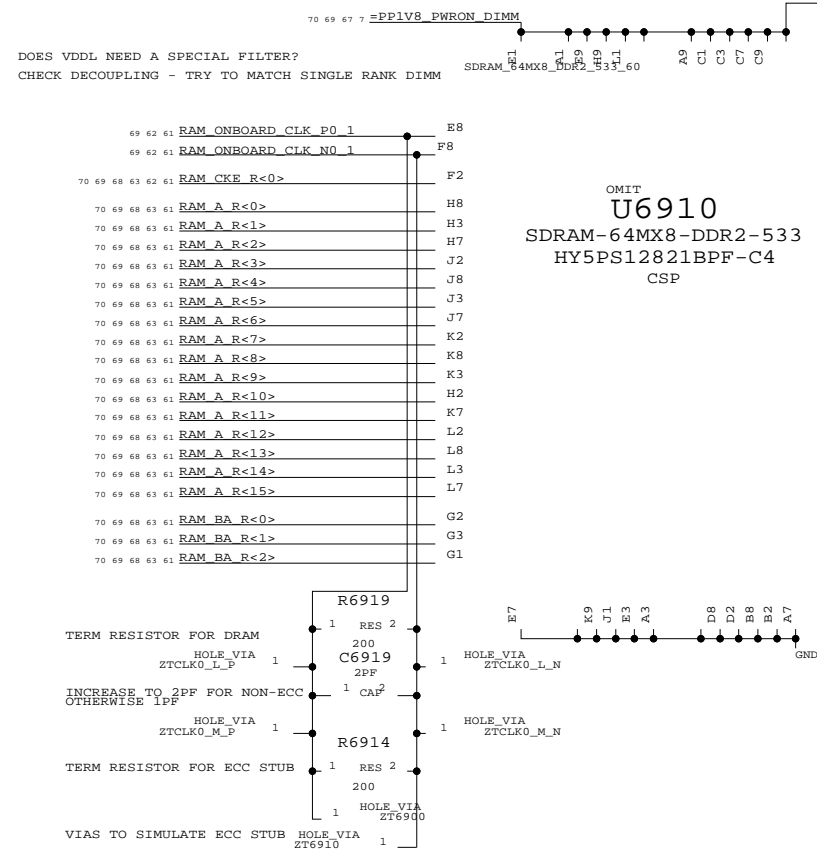 70 69 67 7 =PP1V8_PWRON_DIMM
DOES VDDL NEED A SPECIAL FILTER?
CHECK DECOUPLING - TRY TO MATCH SINGLE RANK DIMM
E1 A1 E9 H9 L1 A9 C1 C3 C7 C9
SDRAM_64MX8_DDR2_533_60
69 62 61 RAM_ONBOARD_CLK_P0_1 E8
69 62 61 RAM_ONBOARD_CLK_N0_1 F8
70 69 68 63 62 61 RAM_CKE_R<0> F2
OMIT
U6910
SDRAM-64MX8-DDR2-533
HY5PS12821BPF-C4
CSP
70 69 68 63 61 RAM_A_R<0> H8
70 69 68 63 61 RAM_A_R<1> H3
70 69 68 63 61 RAM_A_R<2> H7
70 69 68 63 61 RAM_A_R<3> J2
70 69 68 63 61 RAM_A_R<4> J8
70 69 68 63 61 RAM_A_R<5> J3
70 69 68 63 61 RAM_A_R<6> J7
70 69 68 63 61 RAM_A_R<7> K2
70 69 68 63 61 RAM_A_R<8> K8
70 69 68 63 61 RAM_A_R<9> K3
70 69 68 63 61 RAM_A_R<10> H2
70 69 68 63 61 RAM_A_R<11> K7
70 69 68 63 61 RAM_A_R<12> L2
70 69 68 63 61 RAM_A_R<13> L8
70 69 68 63 61 RAM_A_R<14> L3
70 69 68 63 61 RAM_A_R<15> L7
70 69 68 63 61 RAM_BA_R<0> G2
70 69 68 63 61 RAM_BA_R<1> G3
70 69 68 63 61 RAM_BA_R<2> G1
E7 K9 J1 E3 A3 D8 D2 B8 B2 A7
GND
R6919
TERM RESISTOR FOR DRAM
1 RES 2
200
HOLE_VIA
ZTCLK0_L_P 1
C6919
2PF
1 HOLE_VIA
ZTCLK0_L_N
INCREASE TO 2PF FOR NON-ECC
OTHERWISE 1PF
1 CAP 2
HOLE_VIA
ZTCLK0_M_P 1
1 HOLE_VIA
ZTCLK0_M_N
R6914
TERM RESISTOR FOR ECC STUB
1 RES 2
200
1 HOLE_VIA
ZT6900
VIAS TO SIMULATE ECC STUB
HOLE_VIA
ZT6910 1